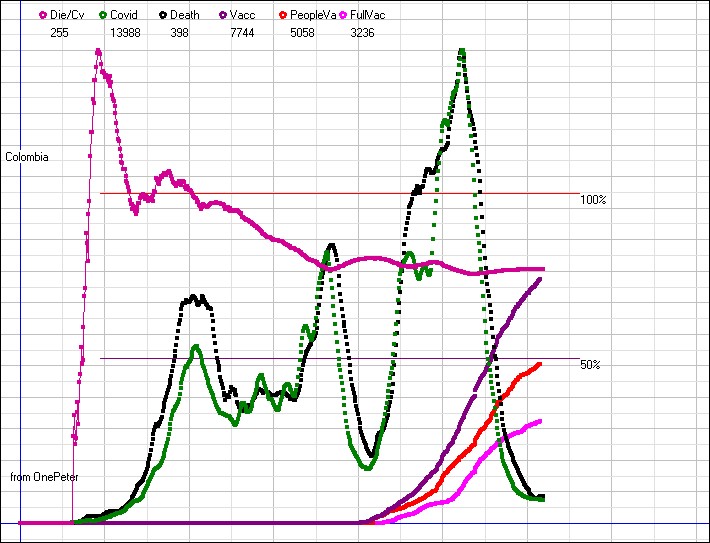 Die/Cv Covid Death Vacc PeopleVa FullVac
255 13988 398 7744 5058 3236
Colombia
100%
50%
from OnePeter